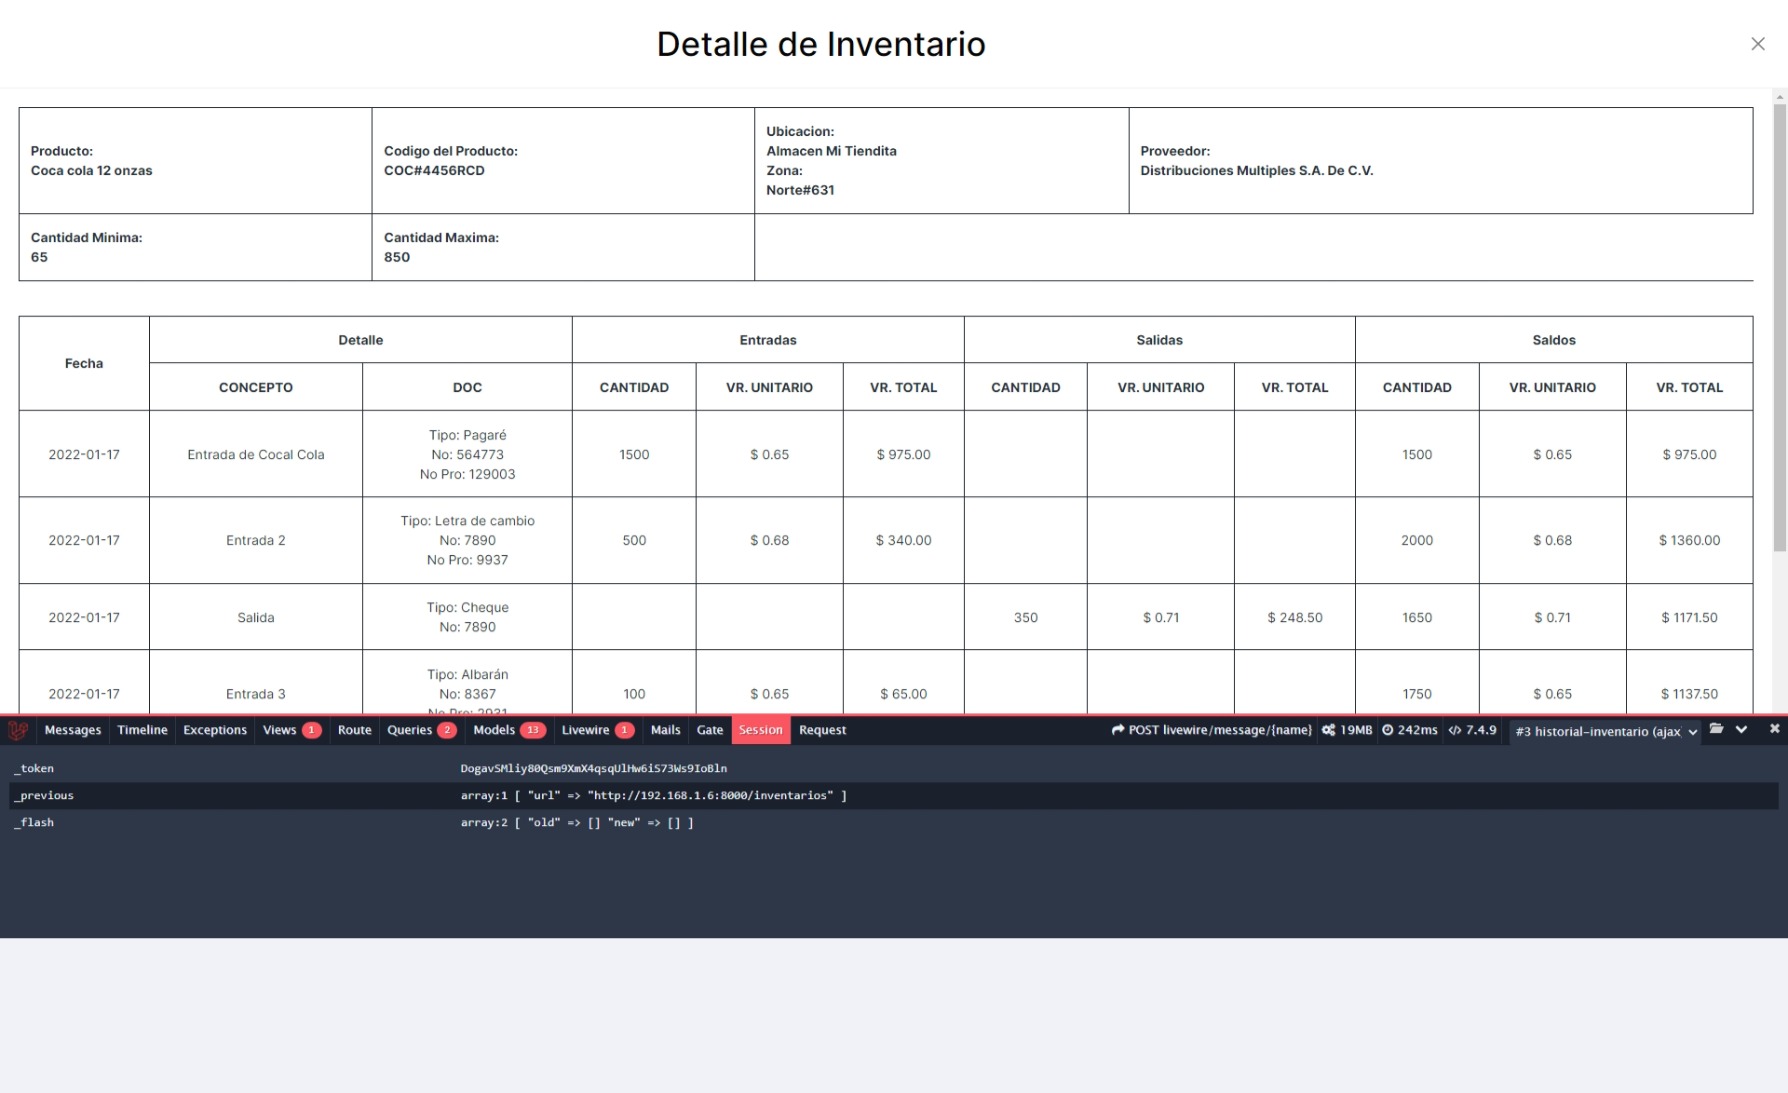 Detalle de Inventario
Producto:
Coca cola 12 onzas
Codigo del Producto:
COC#4456RCD
Ubicacion:
Almacen Mi Tiendita
Zona:
Norte#631
Proveedor:
Distribuciones Multiples S.A. De C.V.
Cantidad Minima:
65
Cantidad Maxima:
850
Fecha Detalle Entradas Salidas Saldos
CONCEPTO DOC CANTIDAD VR. UNITARIO VR. TOTAL CANTIDAD VR. UNITARIO VR. TOTAL CANTIDAD VR. UNITARIO VR. TOTAL
Tipo: Pagaré
2022-01-17 Entrada de Cocal Cola No: 564773 1500 $ 0.65 $ 975.00 1500 $ 0.65 $ 975.00
No Pro: 129003
Tipo: Letra de cambio
2022-01-17 Entrada 2 No: 7890 500 $ 0.68 $ 340.00 2000 $ 0.68 $ 1360.00
No Pro: 9937
Tipo: Cheque
2022-01-17 Salida 350 $ 0.71 $ 248.50 1650 $ 0.71 $ 1171.50
No: 7890
Tipo: Albarán
2022-01-17 Entrada 3 No: 8367 100 $ 0.65 $ 65.00 1750 $ 0.65 $ 1137.50
No Pro: 2931
Messages Timeline Exceptions Views 1 Route Queries 2 Models 13 Livewire 1 Mails Gate Session Request POST livewire/message/{name} 19MB 242ms 7.4.9 #3 historial-inventario (ajax
_token DogavSMliy80Qsm9XmX4qsqUlHw6iS73Ws9IoBln
_previous array:1 [ "url" => "http://192.168.1.6:8000/inventarios" ]
_flash array:2 [ "old" => [] "new" => [] ]